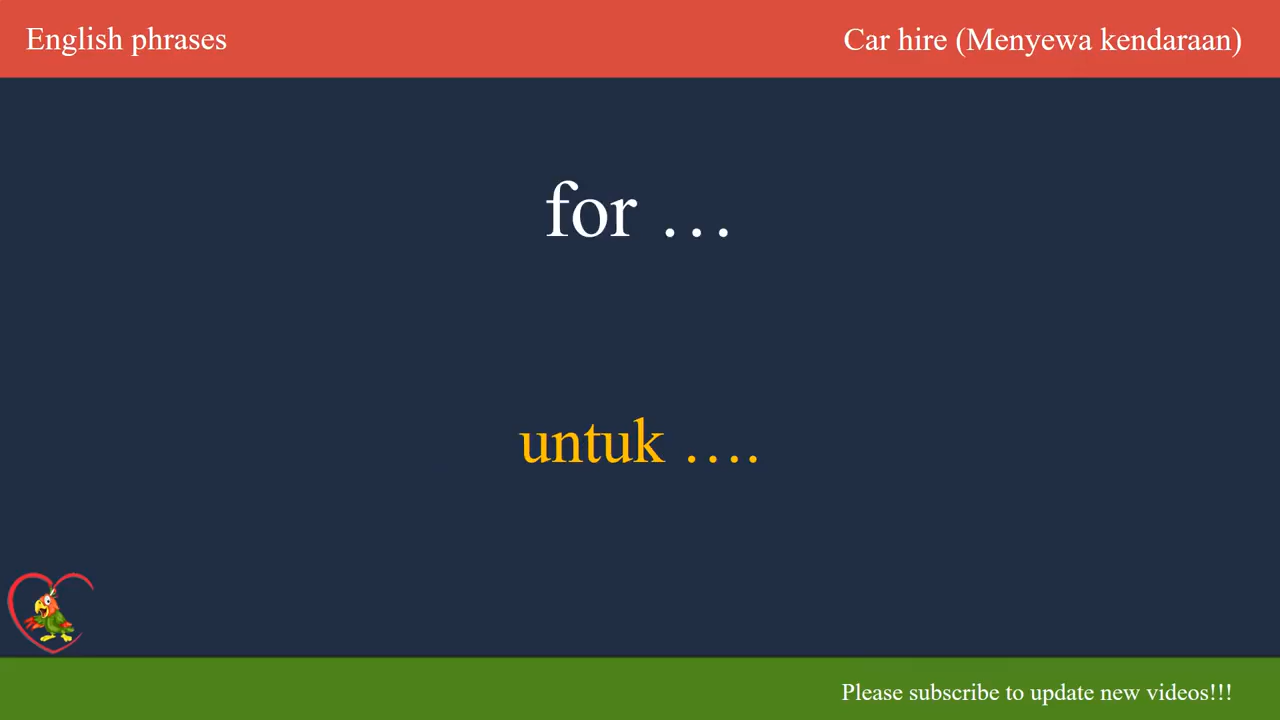 English phrases
Car hire (Menyewa kendaraan)
for …
untuk ….
Please subscribe to update new videos!!!